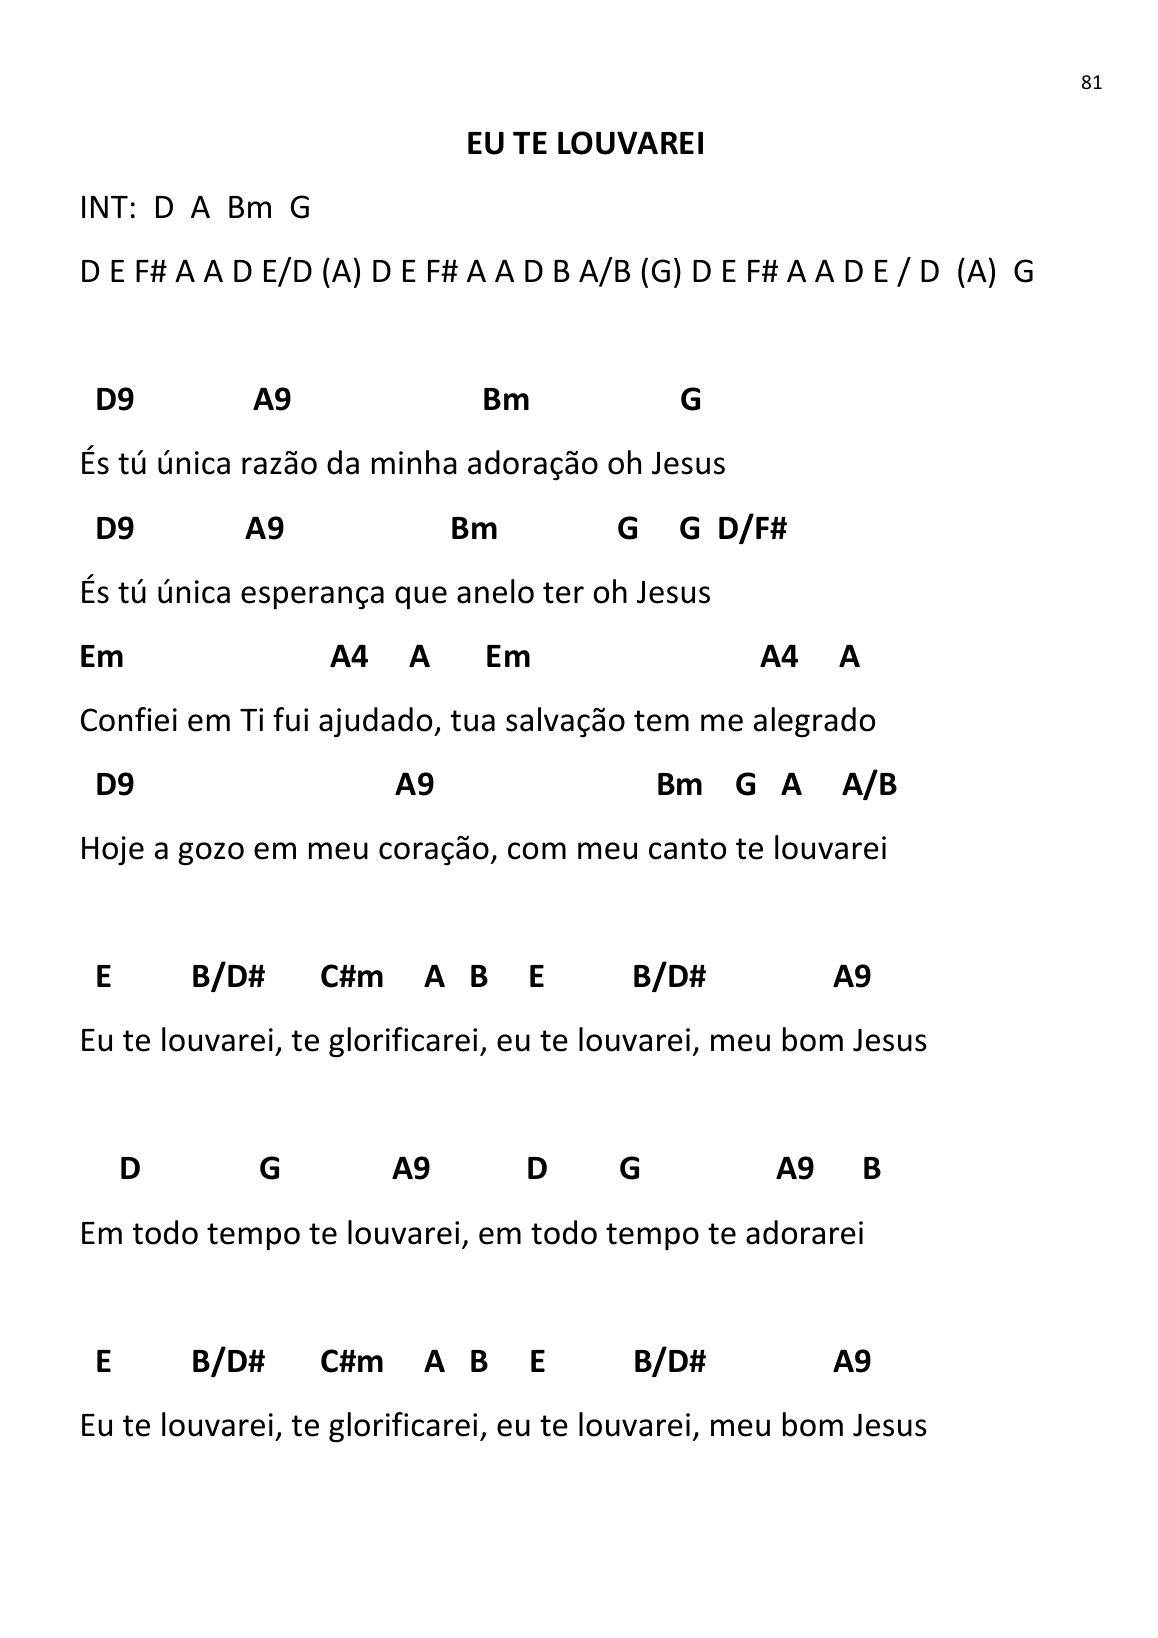 81
EU TE LOUVAREI
INT:  D  A  Bm  G
D E F# A A D E/D (A) D E F# A A D B A/B (G) D E F# A A D E / D  (A)  G
D9 A9 Bm G
És tú única razão da minha adoração oh Jesus
D9 A9 Bm G G D/F#
És tú única esperança que anelo ter oh Jesus
Em A4 A Em A4 A
Confiei em Ti fui ajudado, tua salvação tem me alegrado
D9 A9 Bm G A A/B
Hoje a gozo em meu coração, com meu canto te louvarei
E B/D# C#m A B E B/D# A9
Eu te louvarei, te glorificarei, eu te louvarei, meu bom Jesus
D G A9 D G A9 B
Em todo tempo te louvarei, em todo tempo te adorarei
E B/D# C#m A B E B/D# A9
Eu te louvarei, te glorificarei, eu te louvarei, meu bom Jesus